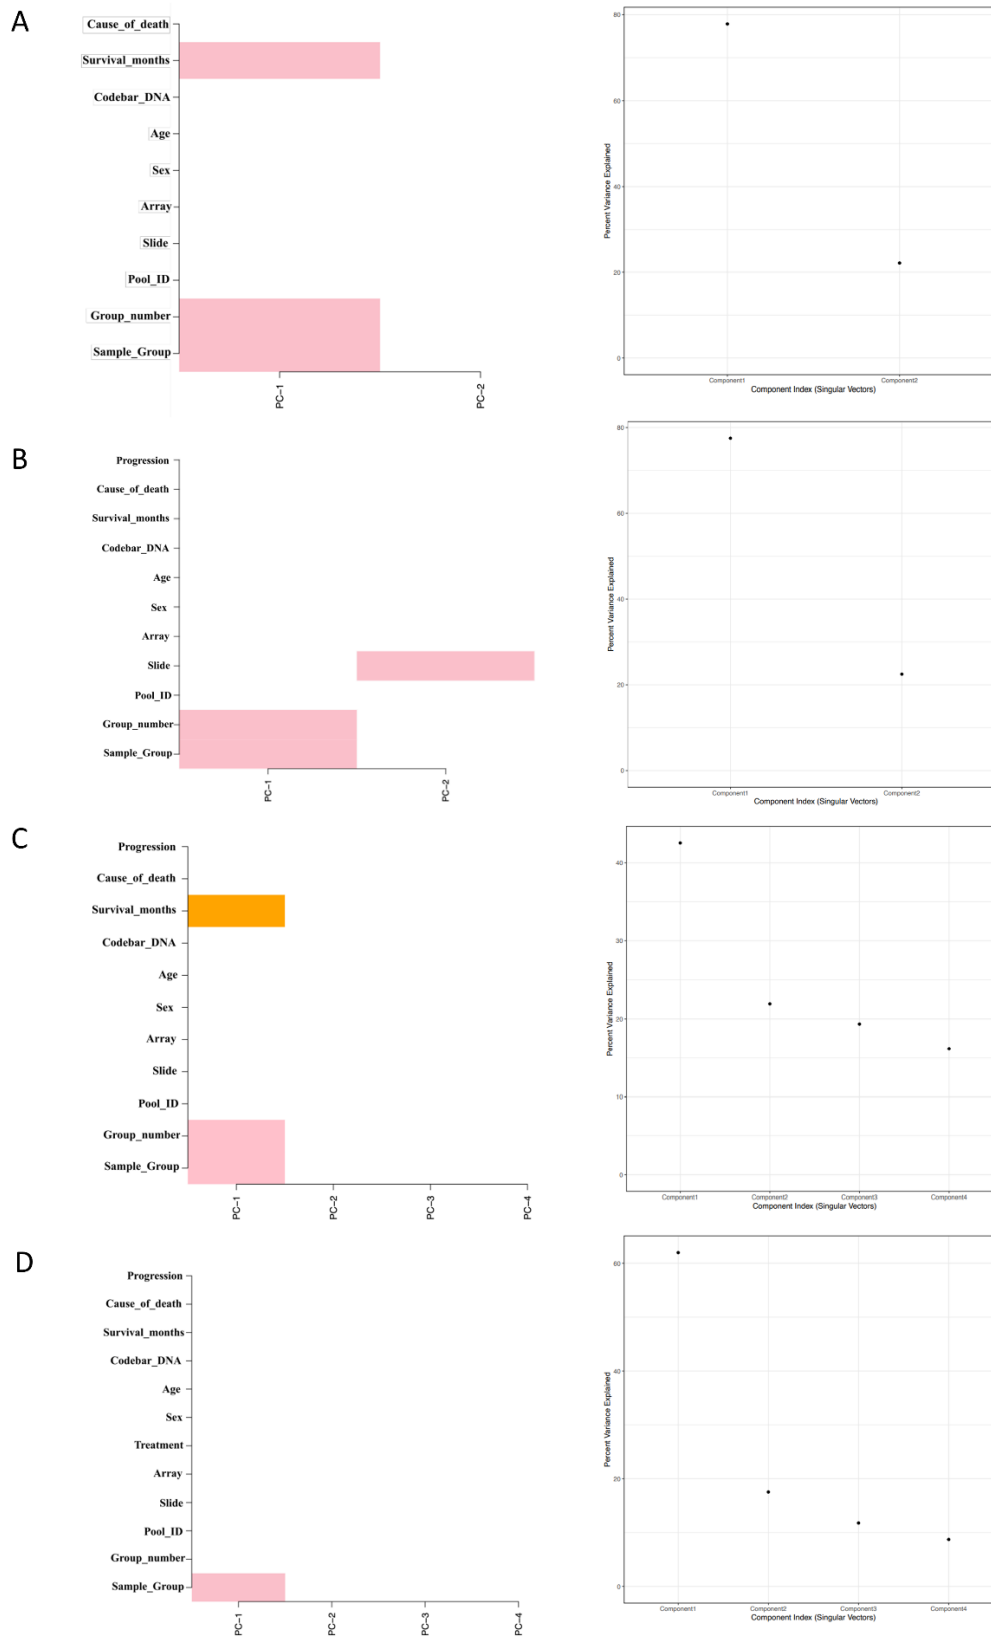 A
Cause_of_death
Survival_months
Codebar_DNA
Age
Sex
Array
Slide
Pool_ID
Group_number
Sample_Group
PC-1
PC-2
80
60
40
20
0
Percent Variance Explained
Component1
Component2
Component Index (Singular Vectors)
B
Progression
Cause_of_death
Survival_months
Codebar_DNA
Age
Sex
Array
Slide
Pool_ID
Group_number
Sample_Group
PC-1
PC-2
80
60
40
20
0
Percent Variance Explained
Component1
Component2
Component Index (Singular Vectors)
C
Progression
Cause_of_death
Survival_months
Codebar_DNA
Age
Sex
Array
Slide
Pool_ID
Group_number
Sample_Group
PC-1
PC-2
PC-3
PC-4
40
30
20
10
0
Percent Variance Explained
Component1
Component2
Component3
Component4
Component Index (Singular Vectors)
D
Progression
Cause_of_death
Survival_months
Codebar_DNA
Age
Sex
Treatment
Array
Slide
Pool_ID
Group_number
Sample_Group
PC-1
PC-2
PC-3
PC-4
60
40
20
0
Percent Variance Explained
Component1
Component2
Component3
Component4
Component Index (Singular Vectors)